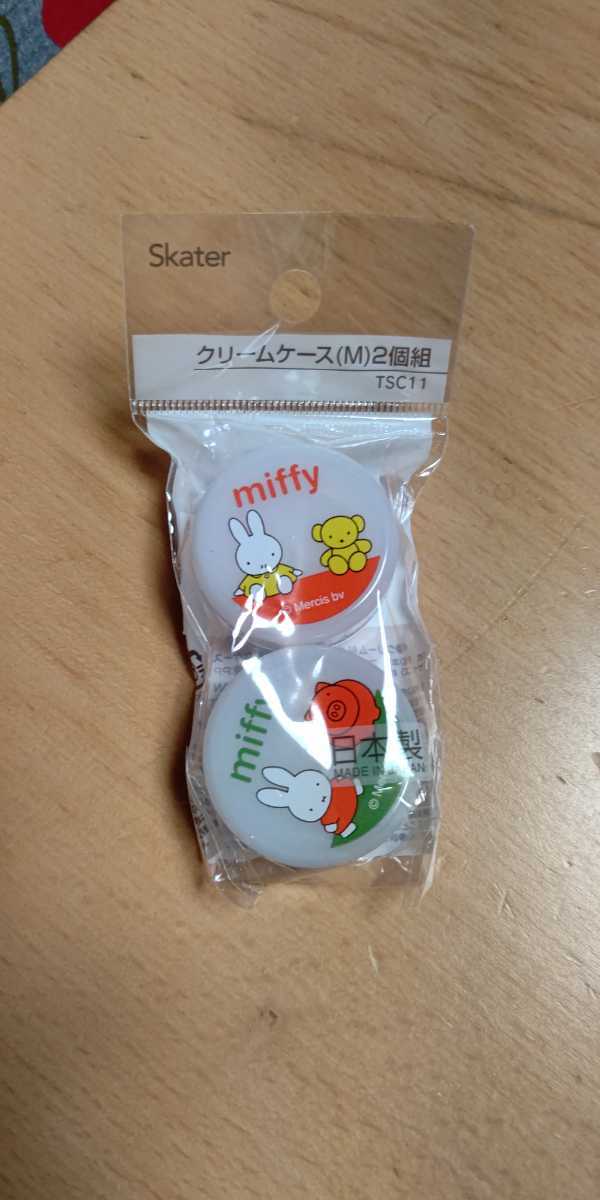 Skater
クリームケース(M)2個組
TSC11
miffy
© Mercis bv
miffy
日本製
MADE IN JAPAN